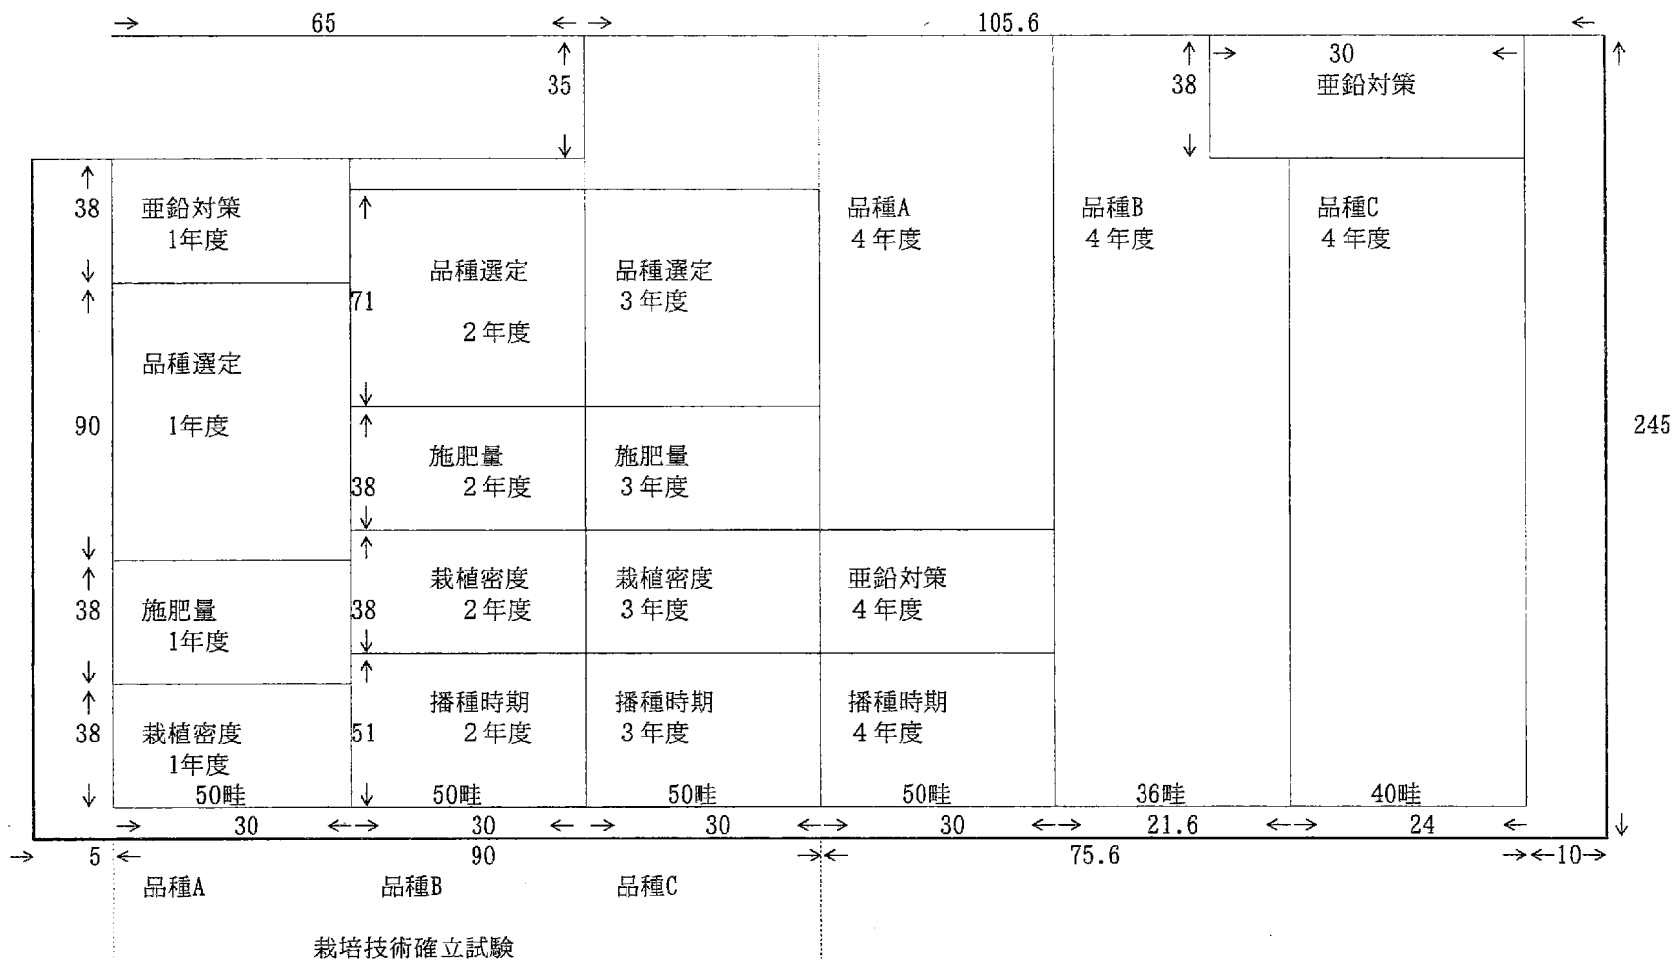 65
105.6
35
38
30
亜鉛対策
38
亜鉛対策
1年度
品種A
4年度
品種B
4年度
品種C
4年度
71
品種選定
2年度
品種選定
3年度
90
品種選定
1年度
245
38
施肥量
2年度
施肥量
3年度
38
施肥量
1年度
38
栽植密度
2年度
栽植密度
3年度
亜鉛対策
4年度
38
栽植密度
1年度
51
播種時期
2年度
播種時期
3年度
播種時期
4年度
50畦
50畦
50畦
50畦
36畦
40畦
30
30
30
30
21.6
24
5
90
75.6
10
品種A
品種B
品種C
栽培技術確立試験